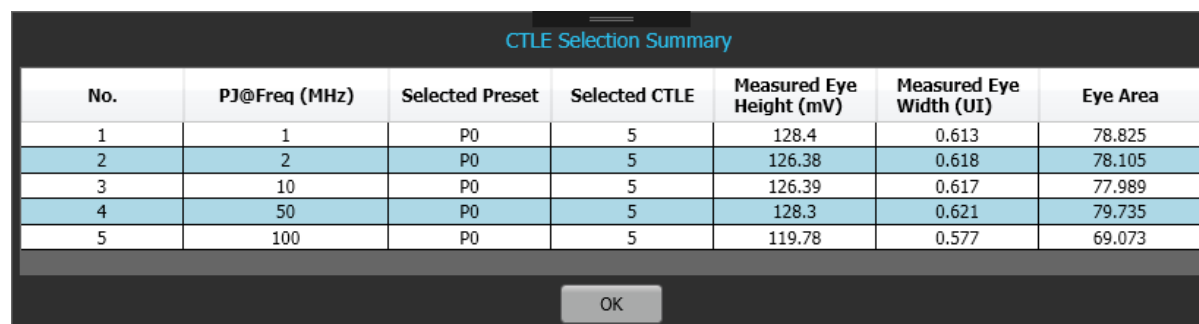 CTLE Selection Summary
No. PJ@Freq (MHz) Selected Preset Selected CTLE Measured Eye Height (mV) Measured Eye Width (UI) Eye Area
1 1 P0 5 128.4 0.613 78.825
2 2 P0 5 126.38 0.618 78.105
3 10 P0 5 126.39 0.617 77.989
4 50 P0 5 128.3 0.621 79.735
5 100 P0 5 119.78 0.577 69.073
OK